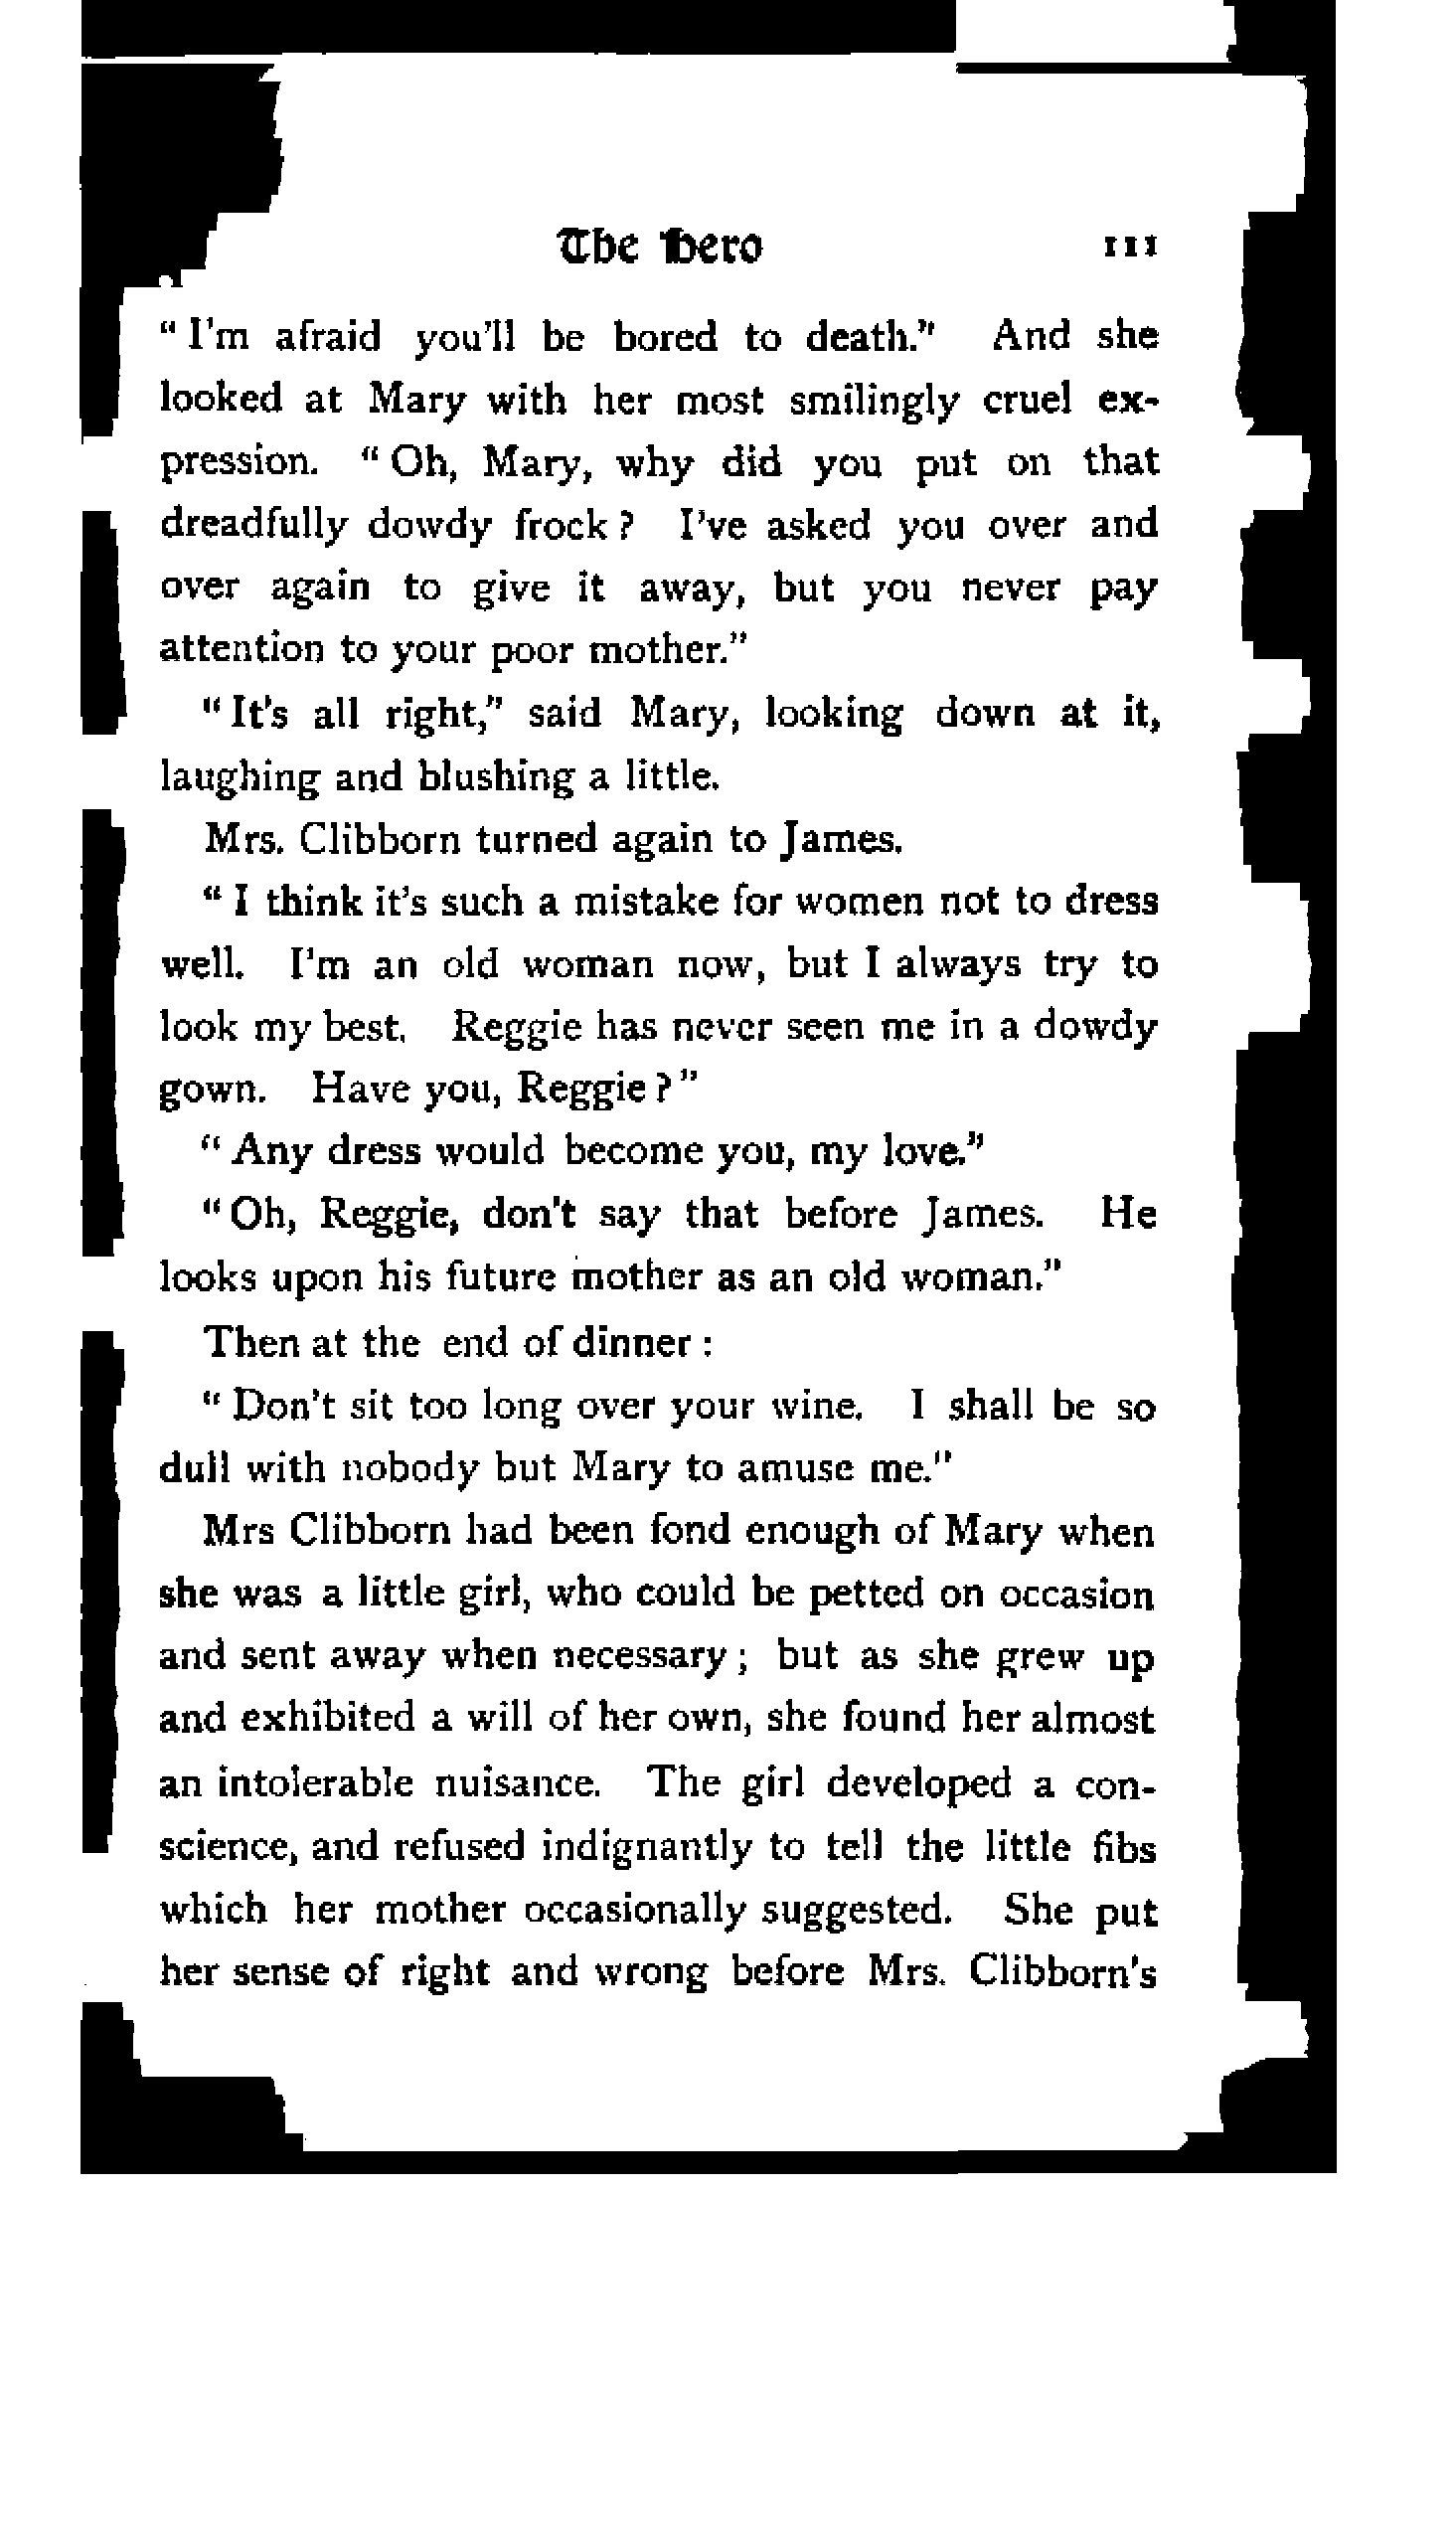 The Hero 111
"I'm afraid you'll be bored to death." And she
looked at Mary with her most smilingly cruel ex-
pression. "Oh, Mary, why did you put on that
dreadfully dowdy frock? I've asked you over and
over again to give it away, but you never pay
attention to your poor mother."
"It's all right," said Mary, looking down at it,
laughing and blushing a little.
Mrs. Clibborn turned again to James.
"I think it's such a mistake for women not to dress
well. I'm an old woman now, but I always try to
look my best. Reggie has never seen me in a dowdy
gown. Have you, Reggie?"
"Any dress would become you, my love."
"Oh, Reggie, don't say that before James. He
looks upon his future mother as an old woman."
Then at the end of dinner:
"Don't sit too long over your wine. I shall be so
dull with nobody but Mary to amuse me."
Mrs Clibborn had been fond enough of Mary when
she was a little girl, who could be petted on occasion
and sent away when necessary; but as she grew up
and exhibited a will of her own, she found her almost
an intolerable nuisance. The girl developed a con-
science, and refused indignantly to tell the little fibs
which her mother occasionally suggested. She put
her sense of right and wrong before Mrs. Clibborn's